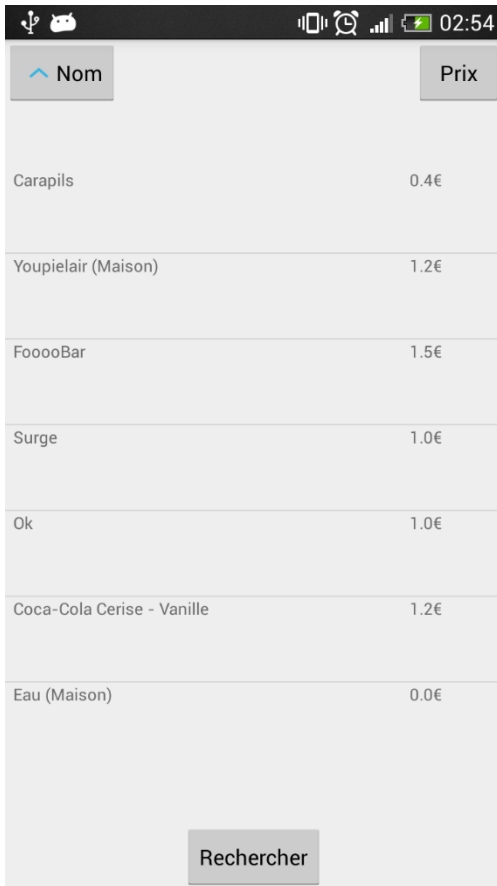 02:54
Nom Prix
Carapils 0.4€
Youpielair (Maison) 1.2€
FooooBar 1.5€
Surge 1.0€
Ok 1.0€
Coca-Cola Cerise - Vanille 1.2€
Eau (Maison) 0.0€
Rechercher